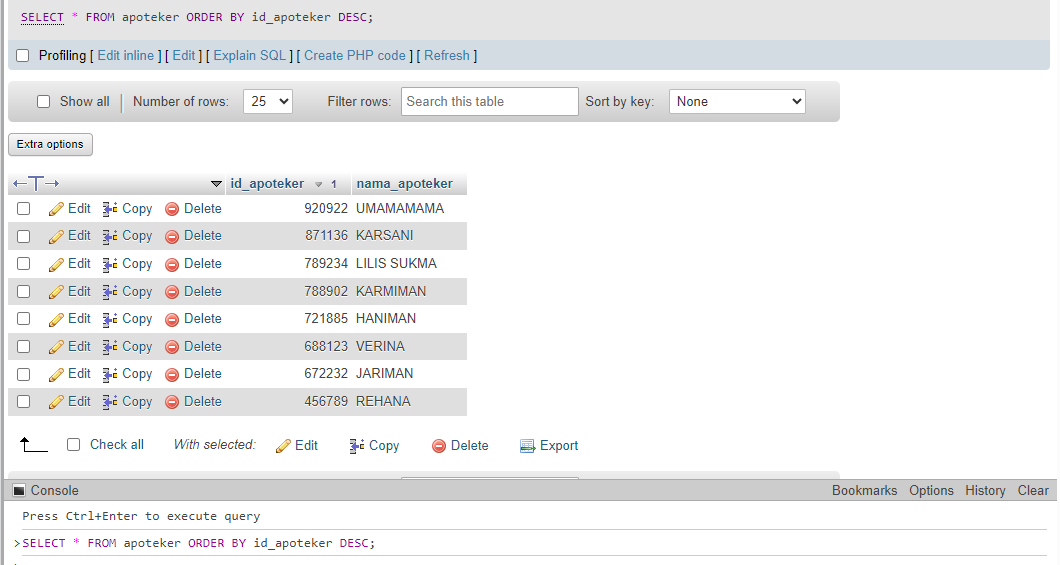 SELECT * FROM apoteker ORDER BY id_apoteker DESC;
Profiling [ Edit inline ] [ Edit ] [ Explain SQL ] [ Create PHP code ] [ Refresh ]
Show all Number of rows: 25 Filter rows: Search this table Sort by key: None
Extra options
id_apoteker 1 nama_apoteker
Edit Copy Delete 920922 UMAMAMAMA
Edit Copy Delete 871136 KARSANI
Edit Copy Delete 789234 LILIS SUKMA
Edit Copy Delete 788902 KARMIMAN
Edit Copy Delete 721885 HANIMAN
Edit Copy Delete 688123 VERINA
Edit Copy Delete 672232 JARIMAN
Edit Copy Delete 456789 REHANA
Check all With selected: Edit Copy Delete Export
Console Bookmarks Options History Clear
Press Ctrl+Enter to execute query
>SELECT * FROM apoteker ORDER BY id_apoteker DESC;